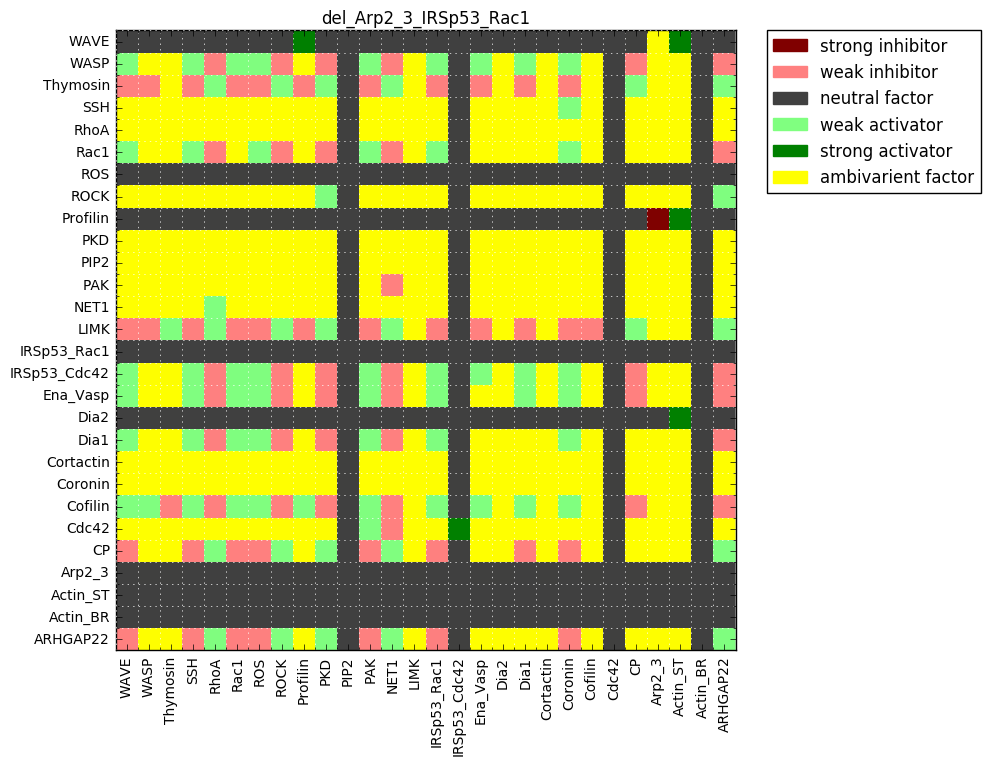 del_Arp2_3_IRSp53_Rac1
strong inhibitor
weak inhibitor
neutral factor
weak activator
strong activator
ambivarient factor
WAVE
WASP
Thymosin
SSH
RhoA
Rac1
ROS
ROCK
Profilin
PKD
PIP2
PAK
NET1
LIMK
IRSp53_Rac1
IRSp53_Cdc42
Ena_Vasp
Dia2
Dia1
Cortactin
Coronin
Cofilin
Cdc42
CP
Arp2_3
Actin_ST
Actin_BR
ARHGAP22
WAVE
WASP
Thymosin
SSH
RhoA
Rac1
ROS
ROCK
Profilin
PKD
PIP2
PAK
NET1
LIMK
IRSp53_Rac1
IRSp53_Cdc42
Ena_Vasp
Dia2
Dia1
Cortactin
Coronin
Cofilin
Cdc42
CP
Arp2_3
Actin_ST
Actin_BR
ARHGAP22